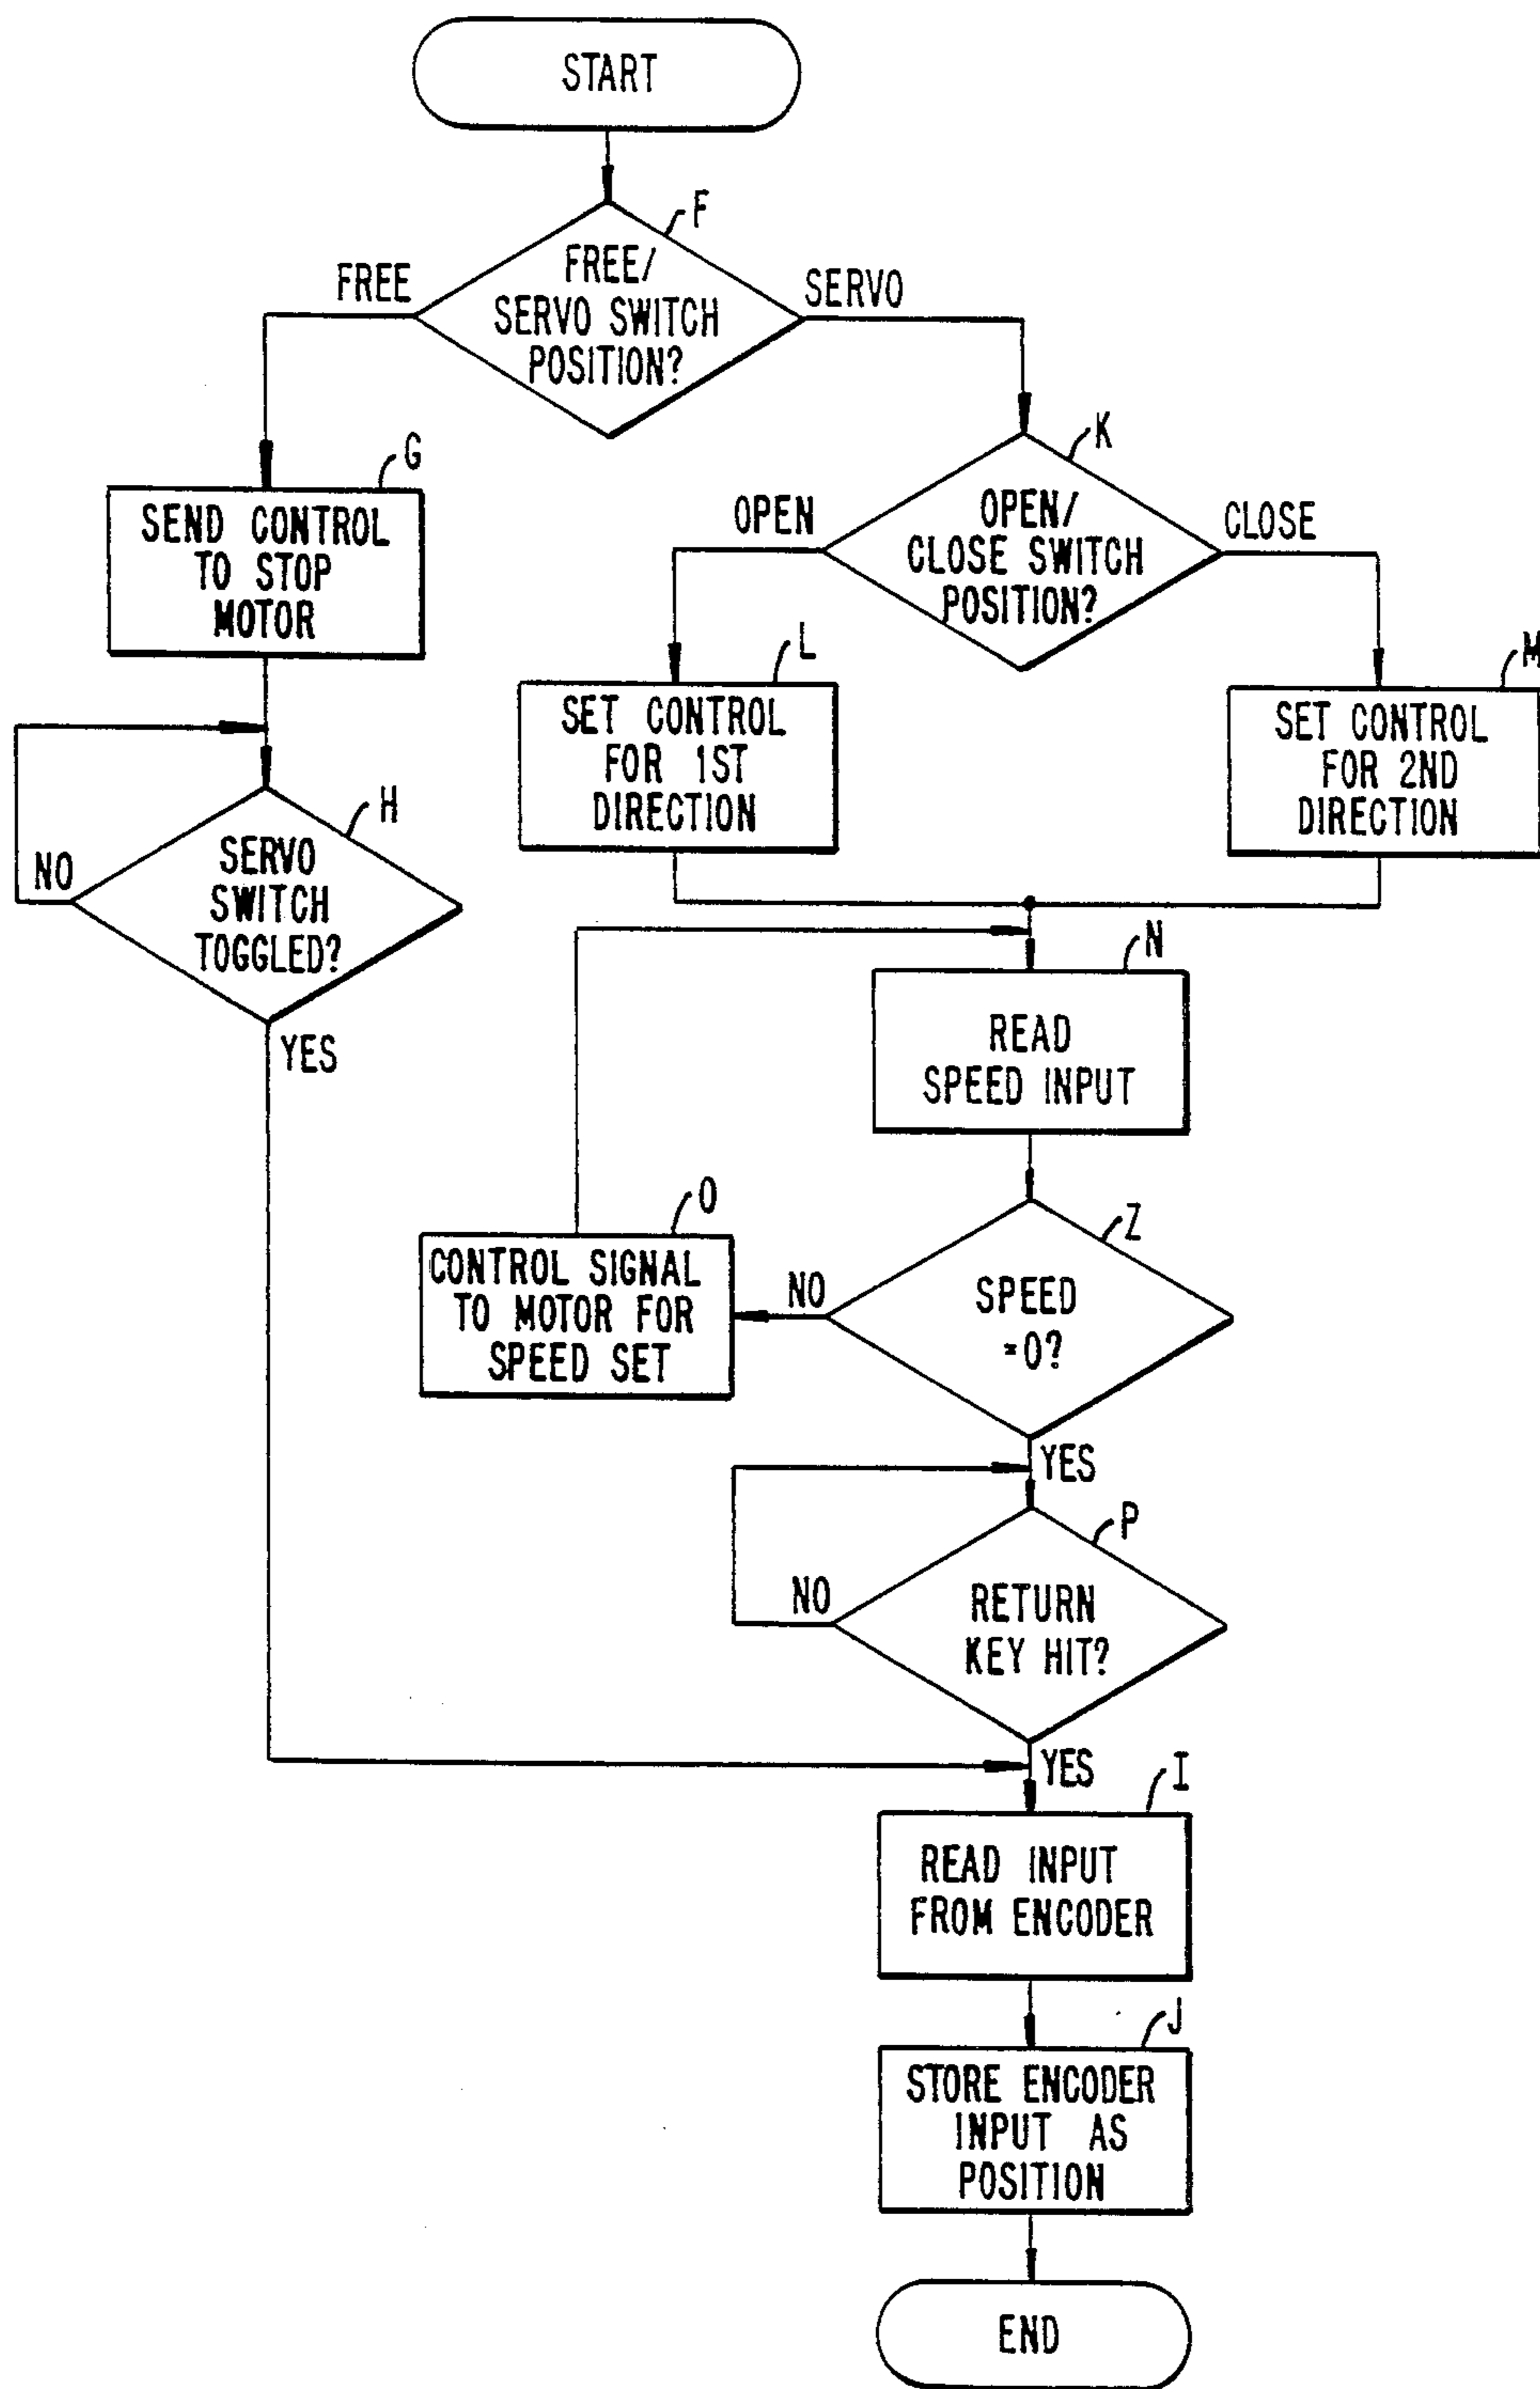 START
F
FREE/
SERVO SWITCH
POSITION?
FREE
SERVO
G
SEND CONTROL
TO STOP
MOTOR
K
OPEN/
CLOSE SWITCH
POSITION?
OPEN
CLOSE
L
SET CONTROL
FOR 1ST
DIRECTION
M
SET CONTROL
FOR 2ND
DIRECTION
H
SERVO
SWITCH
TOGGLED?
NO
YES
N
READ
SPEED INPUT
O
CONTROL SIGNAL
TO MOTOR FOR
SPEED SET
NO
Z
SPEED
=0?
YES
P
RETURN
KEY HIT?
NO
YES
I
READ INPUT
FROM ENCODER
J
STORE ENCODER
INPUT AS
POSITION
END